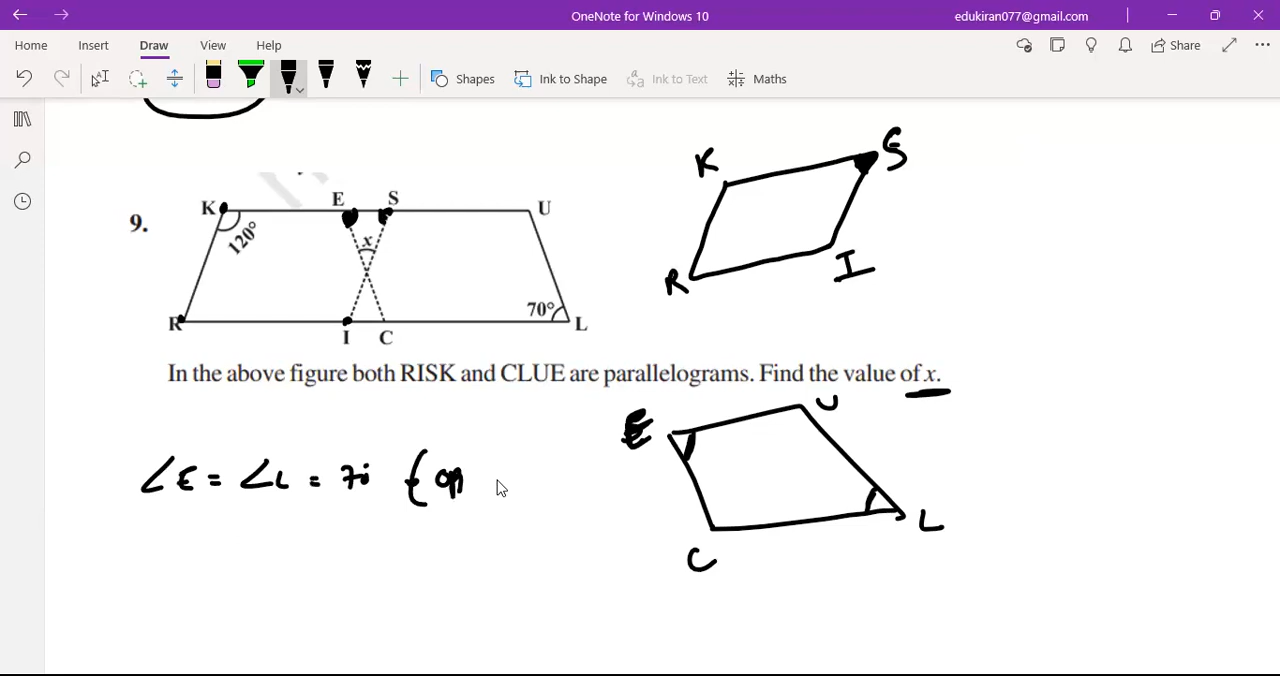 OneNote for Windows 10
edukiran077@gmail.com
Home Insert Draw View Help
Share
Shapes Ink to Shape Ink to Text Maths
K S
R I
9.
K E S U
120° x 70°
R I C L
In the above figure both RISK and CLUE are parallelograms. Find the value of x.
E U
C L
∠E = ∠L = 70 { op